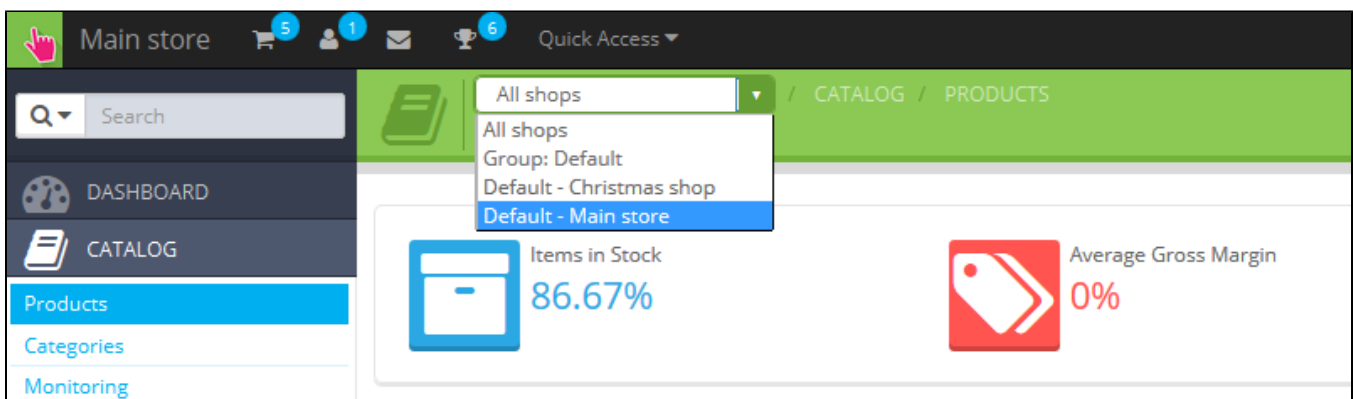 Main store 5 1 6 Quick Access
Search
All shops / CATALOG / PRODUCTS
All shops
Group: Default
Default - Christmas shop
Default - Main store
DASHBOARD
CATALOG
Products
Categories
Monitoring
Items in Stock
86.67%
Average Gross Margin
0%